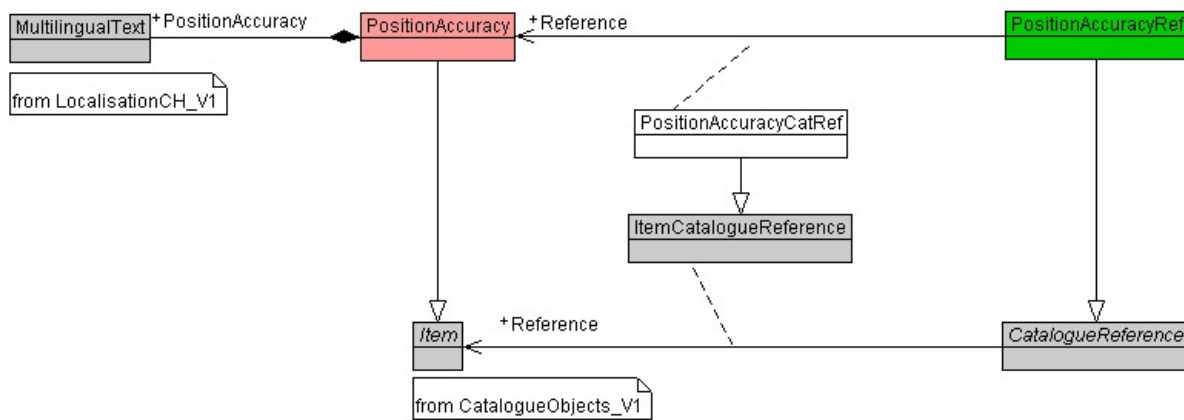 MultilingualText
+PositionAccuracy
PositionAccuracy
+Reference
PositionAccuracyRef
from LocalisationCH_V1
PositionAccuracyCatRef
ItemCatalogueReference
Item
+Reference
CatalogueReference
from CatalogueObjects_V1